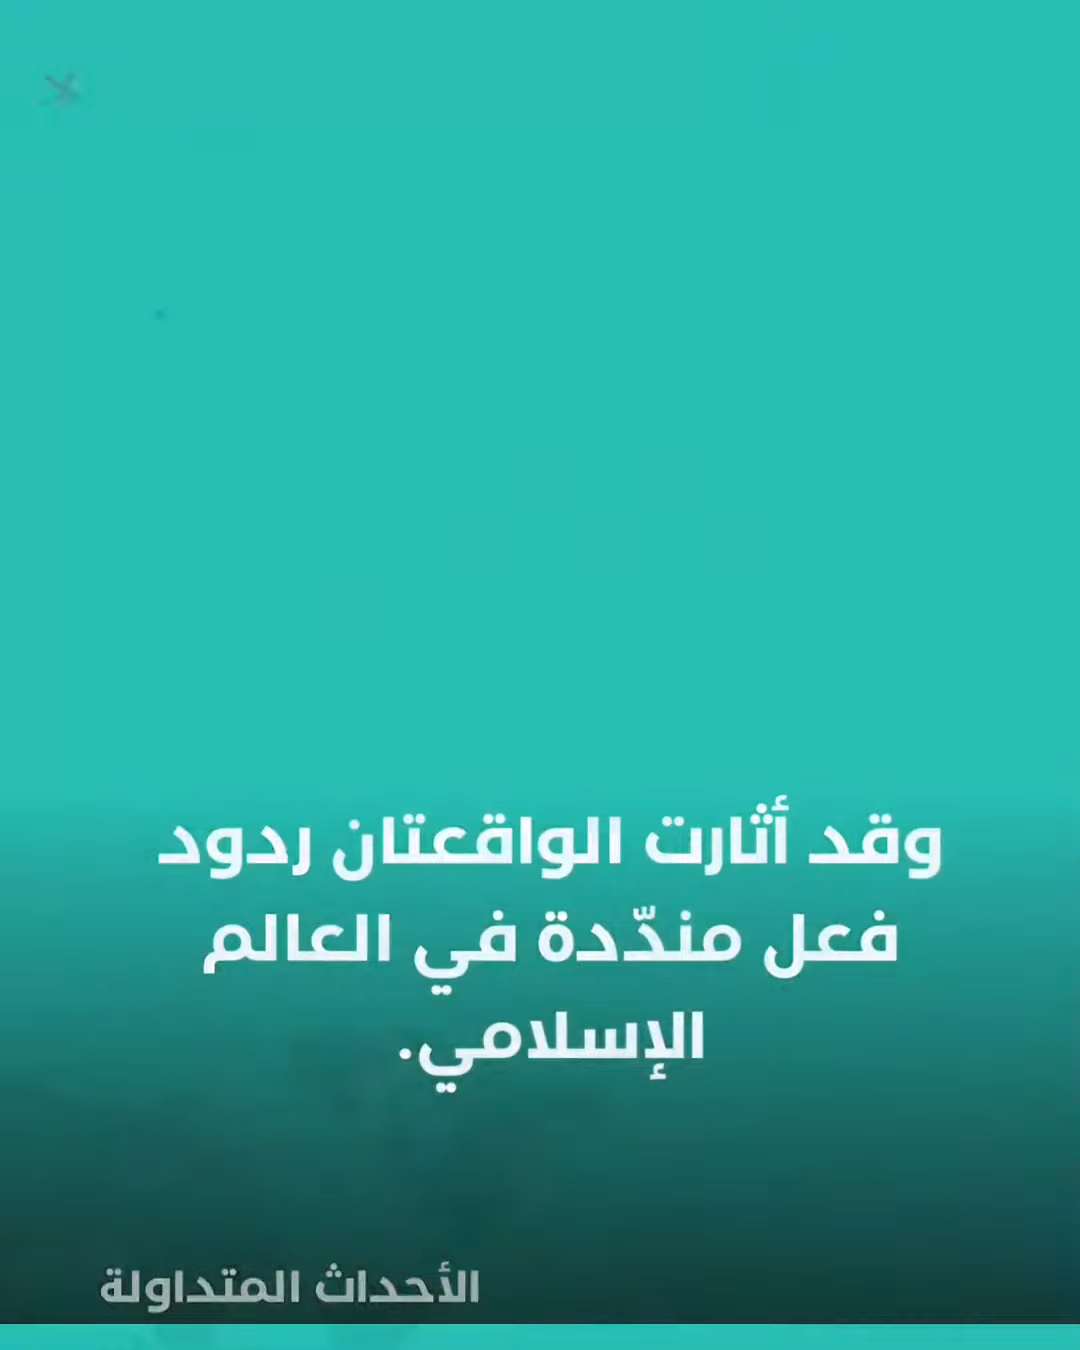 وقد أثارت الواقعتان ردود
فعل مندّدة في العالم
الإسلامي.
الأحداث المتداولة